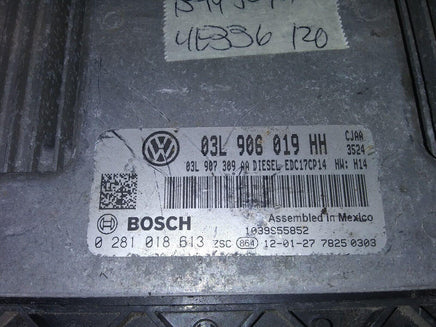 4E336 120
03L 906 019 HH CJAA
3524
03L 907 309 AA DIESEL EDC17CP14 HW: H14
BOSCH Assembled in Mexico
1039S55852
0 281 018 613 ZSC 864 12-01-27 7825 0303